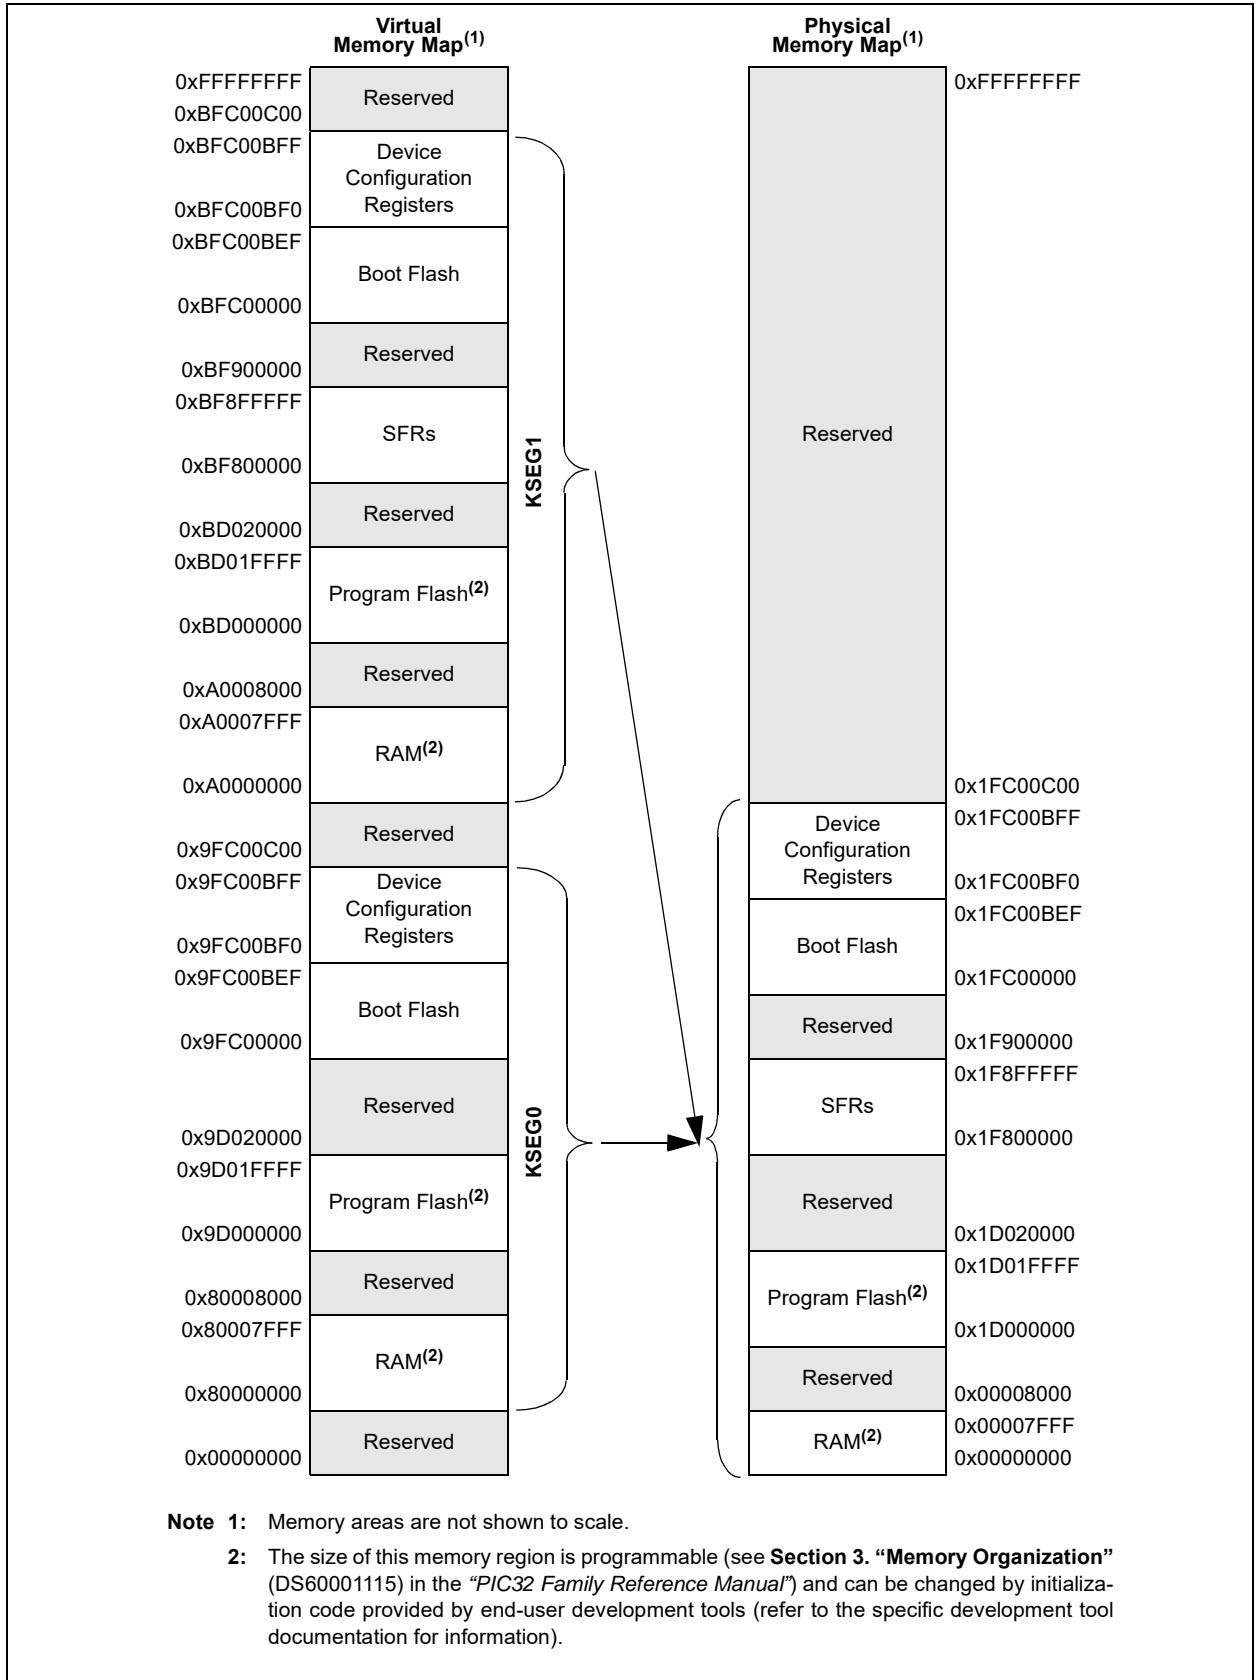 Virtual
Memory Map(1)
0xFFFFFFFF
Reserved
0xBFC00C00
0xBFC00BFF
Device
Configuration
Registers
0xBFC00BF0
0xBFC00BEF
Boot Flash
0xBFC00000
Reserved
0xBF900000
0xBF8FFFFF
SFRs
0xBF800000
Reserved
0xBD020000
0xBD01FFFF
Program Flash(2)
0xBD000000
Reserved
0xA0008000
0xA0007FFF
RAM(2)
0xA0000000
KSEG1
Reserved
0x9FC00C00
0x9FC00BFF
Device
Configuration
Registers
0x9FC00BF0
0x9FC00BEF
Boot Flash
0x9FC00000
Reserved
0x9D020000
0x9D01FFFF
Program Flash(2)
0x9D000000
Reserved
0x80008000
0x80007FFF
RAM(2)
0x80000000
KSEG0
Reserved
0x00000000
Physical
Memory Map(1)
0xFFFFFFFF
Reserved
0x1FC00C00
0x1FC00BFF
Device
Configuration
Registers
0x1FC00BF0
0x1FC00BEF
Boot Flash
0x1FC00000
Reserved
0x1F900000
0x1F8FFFFF
SFRs
0x1F800000
Reserved
0x1D020000
0x1D01FFFF
Program Flash(2)
0x1D000000
Reserved
0x00008000
0x00007FFF
RAM(2)
0x00000000
Note 1: Memory areas are not shown to scale.
2: The size of this memory region is programmable (see Section 3. “Memory Organization”
(DS60001115) in the “PIC32 Family Reference Manual”) and can be changed by initializa-
tion code provided by end-user development tools (refer to the specific development tool
documentation for information).